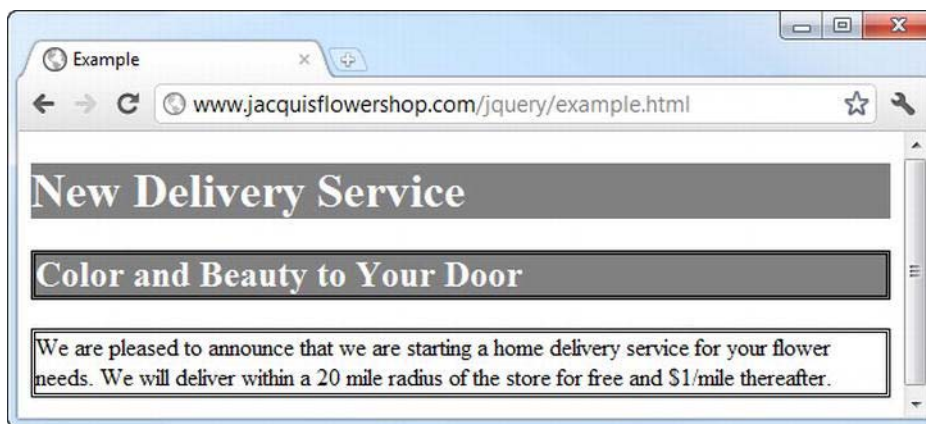 Example
www.jacquisflowershop.com/jquery/example.html
New Delivery Service
Color and Beauty to Your Door
We are pleased to announce that we are starting a home delivery service for your flower
needs. We will deliver within a 20 mile radius of the store for free and $1/mile thereafter.